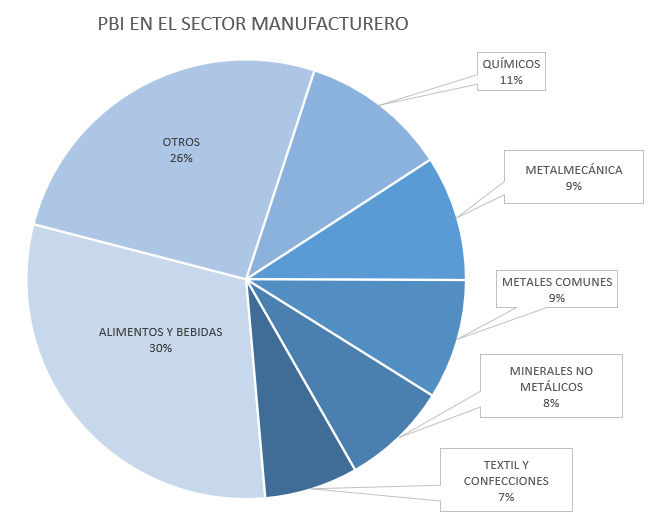 PBI EN EL SECTOR MANUFACTURERO
QUÍMICOS
11%
OTROS
26%
METALMECÁNICA
9%
METALES COMUNES
9%
ALIMENTOS Y BEBIDAS
30%
MINERALES NO
METÁLICOS
8%
TEXTIL Y
CONFECCIONES
7%